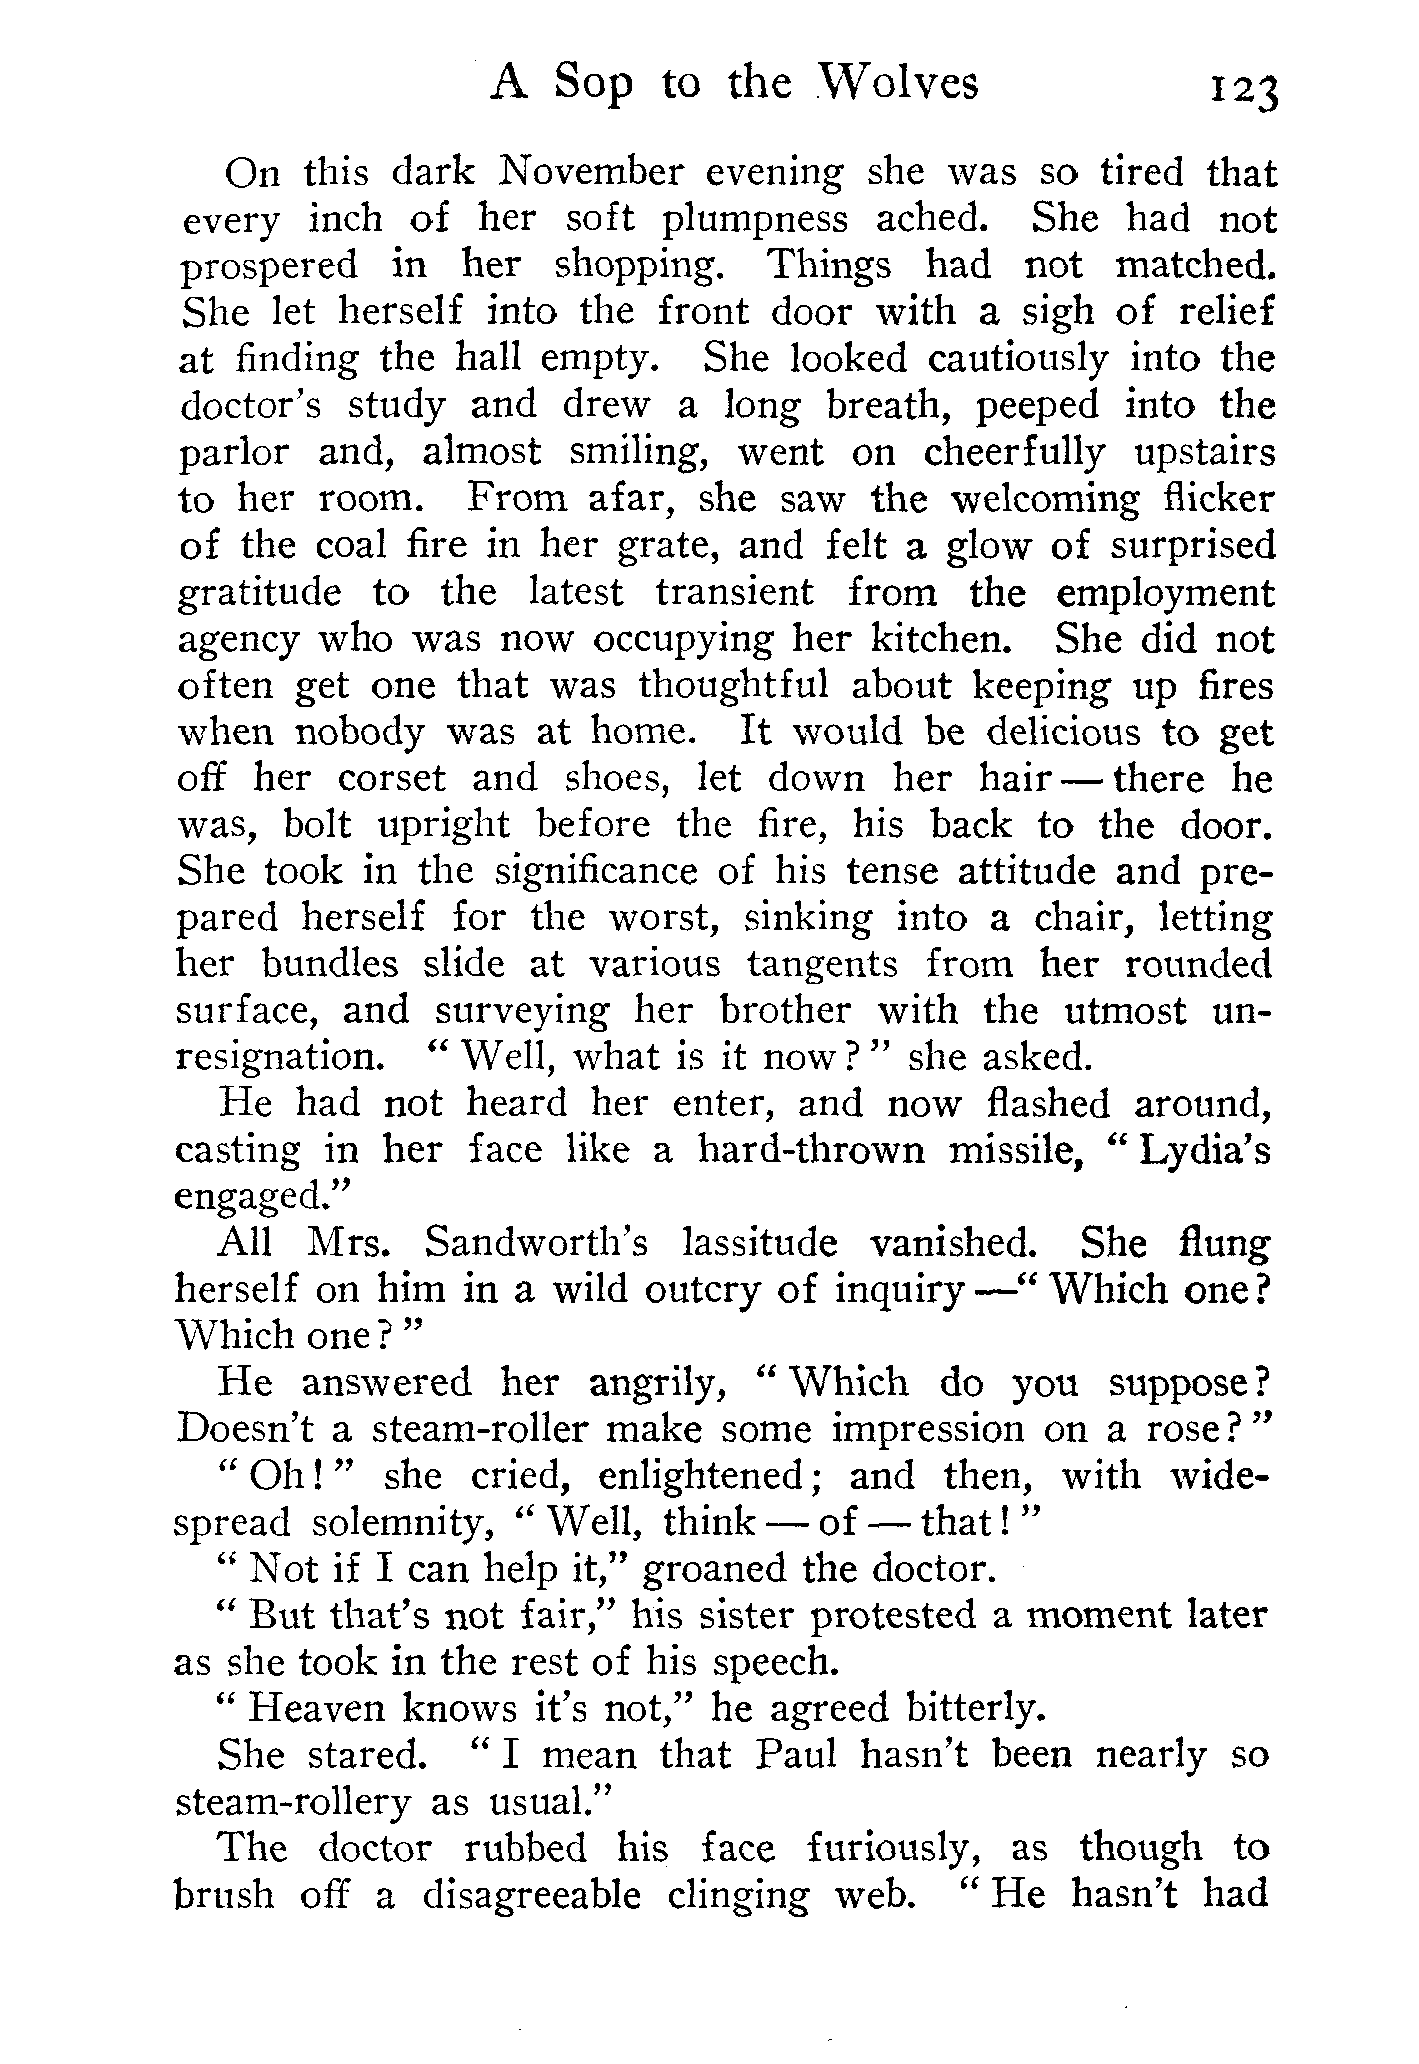 A Sop to the Wolves 123
On this dark November evening she was so tired that
every inch of her soft plumpness ached. She had not
prospered in her shopping. Things had not matched.
She let herself into the front door with a sigh of relief
at finding the hall empty. She looked cautiously into the
doctor's study and drew a long breath, peeped into the
parlor and, almost smiling, went on cheerfully upstairs
to her room. From afar, she saw the welcoming flicker
of the coal fire in her grate, and felt a glow of surprised
gratitude to the latest transient from the employment
agency who was now occupying her kitchen. She did not
often get one that was thoughtful about keeping up fires
when nobody was at home. It would be delicious to get
off her corset and shoes, let down her hair — there he
was, bolt upright before the fire, his back to the door.
She took in the significance of his tense attitude and pre-
pared herself for the worst, sinking into a chair, letting
her bundles slide at various tangents from her rounded
surface, and surveying her brother with the utmost un-
resignation. " Well, what is it now ? " she asked.
He had not heard her enter, and now flashed around,
casting in her face like a hard-thrown missile, " Lydia's
engaged."
All Mrs. Sandworth's lassitude vanished. She flung
herself on him in a wild outcry of inquiry —" Which one?
Which one ? "
He answered her angrily, " Which do you suppose?
Doesn't a steam-roller make some impression on a rose? "
" Oh ! " she cried, enlightened ; and then, with wide-
spread solemnity, " Well, think — of — that ! "
" Not if I can help it," groaned the doctor.
" But that's not fair," his sister protested a moment later
as she took in the rest of his speech.
" Heaven knows it's not," he agreed bitterly.
She stared. " I mean that Paul hasn't been nearly so
steam-rollery as usual."
The doctor rubbed his face furiously, as though to
brush off a disagreeable clinging web. " He hasn't had